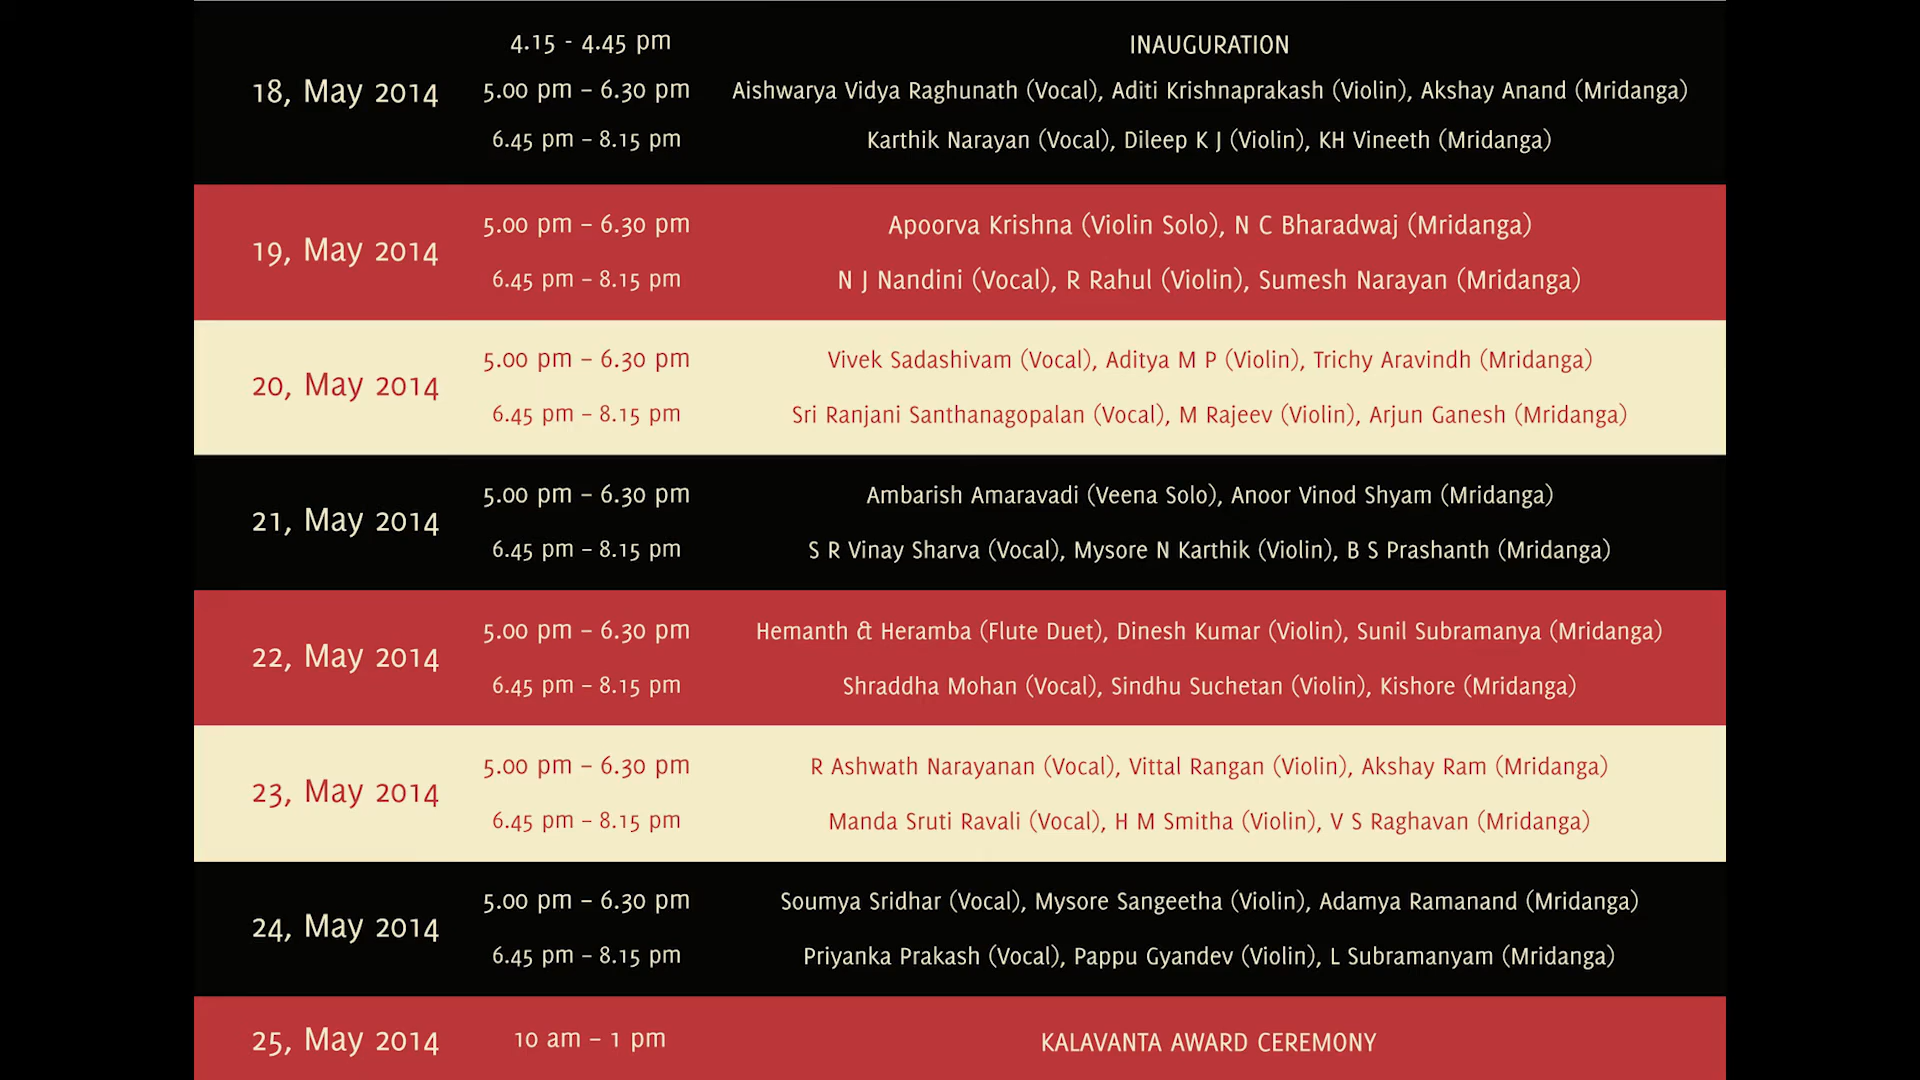 4.15 - 4.45 pm INAUGURATION
18, May 2014 5.00 pm – 6.30 pm Aishwarya Vidya Raghunath (Vocal), Aditi Krishnaprakash (Violin), Akshay Anand (Mridanga)
6.45 pm – 8.15 pm Karthik Narayan (Vocal), Dileep K J (Violin), KH Vineeth (Mridanga)
5.00 pm – 6.30 pm Apoorva Krishna (Violin Solo), N C Bharadwaj (Mridanga)
19, May 2014
6.45 pm – 8.15 pm N J Nandini (Vocal), R Rahul (Violin), Sumesh Narayan (Mridanga)
5.00 pm – 6.30 pm Vivek Sadashivam (Vocal), Aditya M P (Violin), Trichy Aravindh (Mridanga)
20, May 2014
6.45 pm – 8.15 pm Sri Ranjani Santhanagopalan (Vocal), M Rajeev (Violin), Arjun Ganesh (Mridanga)
5.00 pm – 6.30 pm Ambarish Amaravadi (Veena Solo), Anoor Vinod Shyam (Mridanga)
21, May 2014
6.45 pm – 8.15 pm S R Vinay Sharva (Vocal), Mysore N Karthik (Violin), B S Prashanth (Mridanga)
5.00 pm – 6.30 pm Hemanth & Heramba (Flute Duet), Dinesh Kumar (Violin), Sunil Subramanya (Mridanga)
22, May 2014
6.45 pm – 8.15 pm Shraddha Mohan (Vocal), Sindhu Suchetan (Violin), Kishore (Mridanga)
5.00 pm – 6.30 pm R Ashwath Narayanan (Vocal), Vittal Rangan (Violin), Akshay Ram (Mridanga)
23, May 2014
6.45 pm – 8.15 pm Manda Sruti Ravali (Vocal), H M Smitha (Violin), V S Raghavan (Mridanga)
5.00 pm – 6.30 pm Soumya Sridhar (Vocal), Mysore Sangeetha (Violin), Adamya Ramanand (Mridanga)
24, May 2014
6.45 pm – 8.15 pm Priyanka Prakash (Vocal), Pappu Gyandev (Violin), L Subramanyam (Mridanga)
25, May 2014 10 am – 1 pm KALAVANTA AWARD CEREMONY